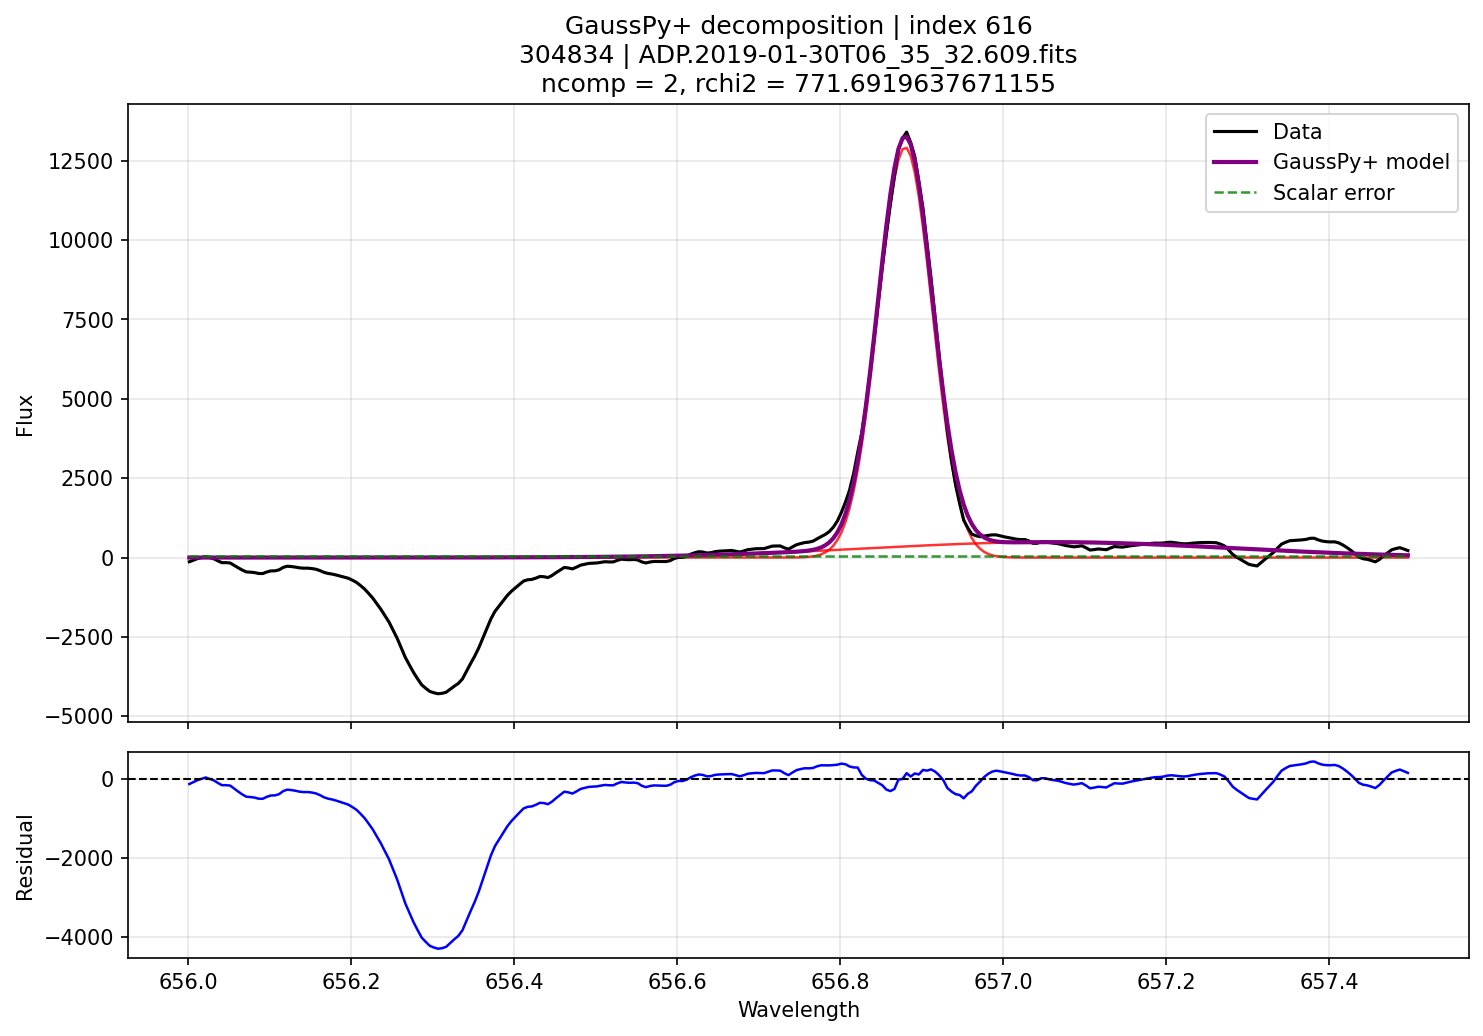 GaussPy+ decomposition | index 616
304834 | ADP.2019-01-30T06_35_32.609.fits
ncomp = 2, rchi2 = 771.6919637671155
Data
GaussPy+ model
Scalar error
12500
10000
7500
5000
2500
0
−2500
−5000
Flux
0
−2000
−4000
Residual
656.0 656.2 656.4 656.6 656.8 657.0 657.2 657.4
Wavelength